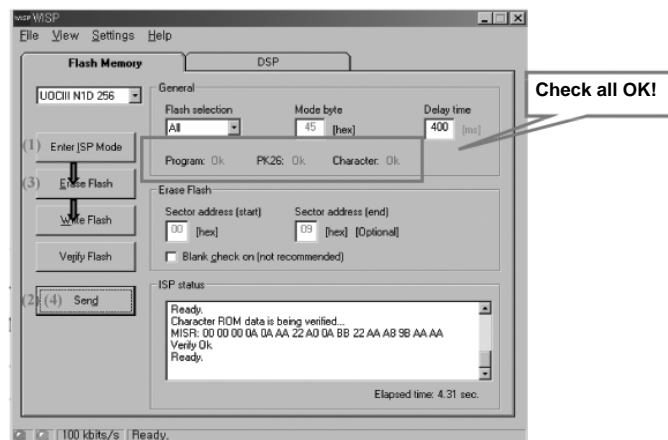 WISP WISP
File View Settings Help
Flash Memory DSP
UOCIII N1D 256
General
Flash selection Mode byte Delay time
All 45 [hex] 400 [ms]
Check all OK!
(1) Enter ISP Mode
Program: Ok PK26: Ok Character: Ok
(3) Erase Flash
Erase Flash
Write Flash
Sector address (start) Sector address (end)
00 [hex] 09 [hex] [Optional]
Verify Flash
Blank check on (not recommended)
(2) (4) Send
ISP status
Ready.
Character ROM data is being verified...
MISR: 00 00 00 0A 0A AA 22 A0 0A BB 22 AA A8 9B AA AA
Verify Ok
Ready.
Elapsed time: 4.31 sec.
100 kbits/s Ready.